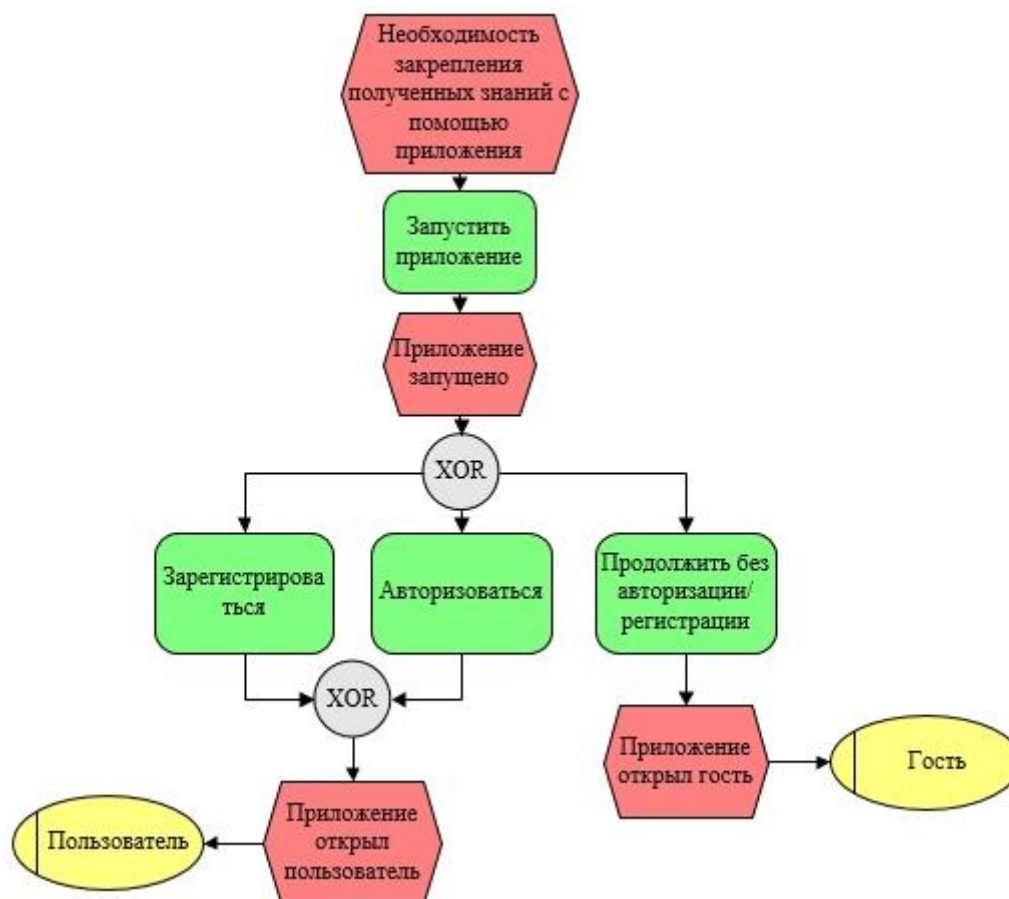 Необходимость
закрепления
полученных знаний с
помощью
приложения
Запустить
приложение
Приложение
запущено
XOR
Зарегистрирова
ться
Авторизоваться
Продолжить без
авторизации/
регистрации
XOR
Приложение
открыл гость
Гость
Приложение
открыл
пользователь
Пользователь